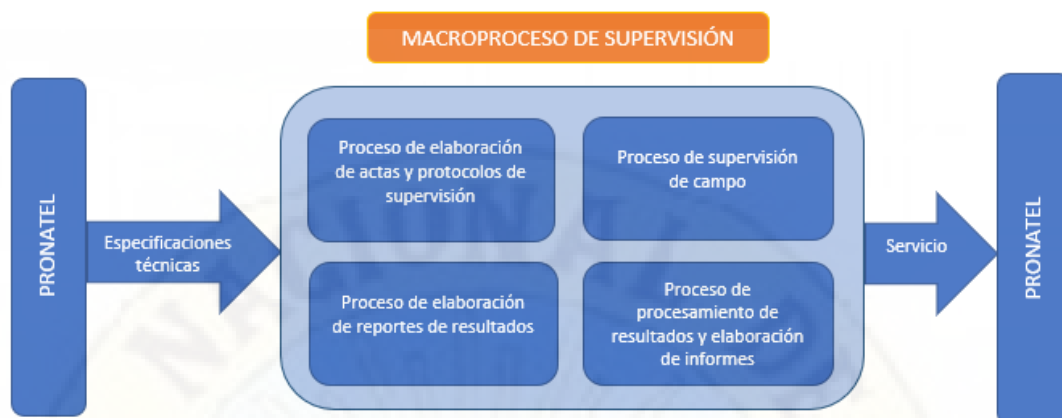 MACROPROCESO DE SUPERVISIÓN
PRONATEL
Especificaciones
técnicas
Proceso de elaboración
de actas y protocolos de
supervisión
Proceso de supervisión
de campo
Proceso de elaboración
de reportes de resultados
Proceso de
procesamiento de
resultados y elaboración
de informes
Servicio
PRONATEL
NACIONAL